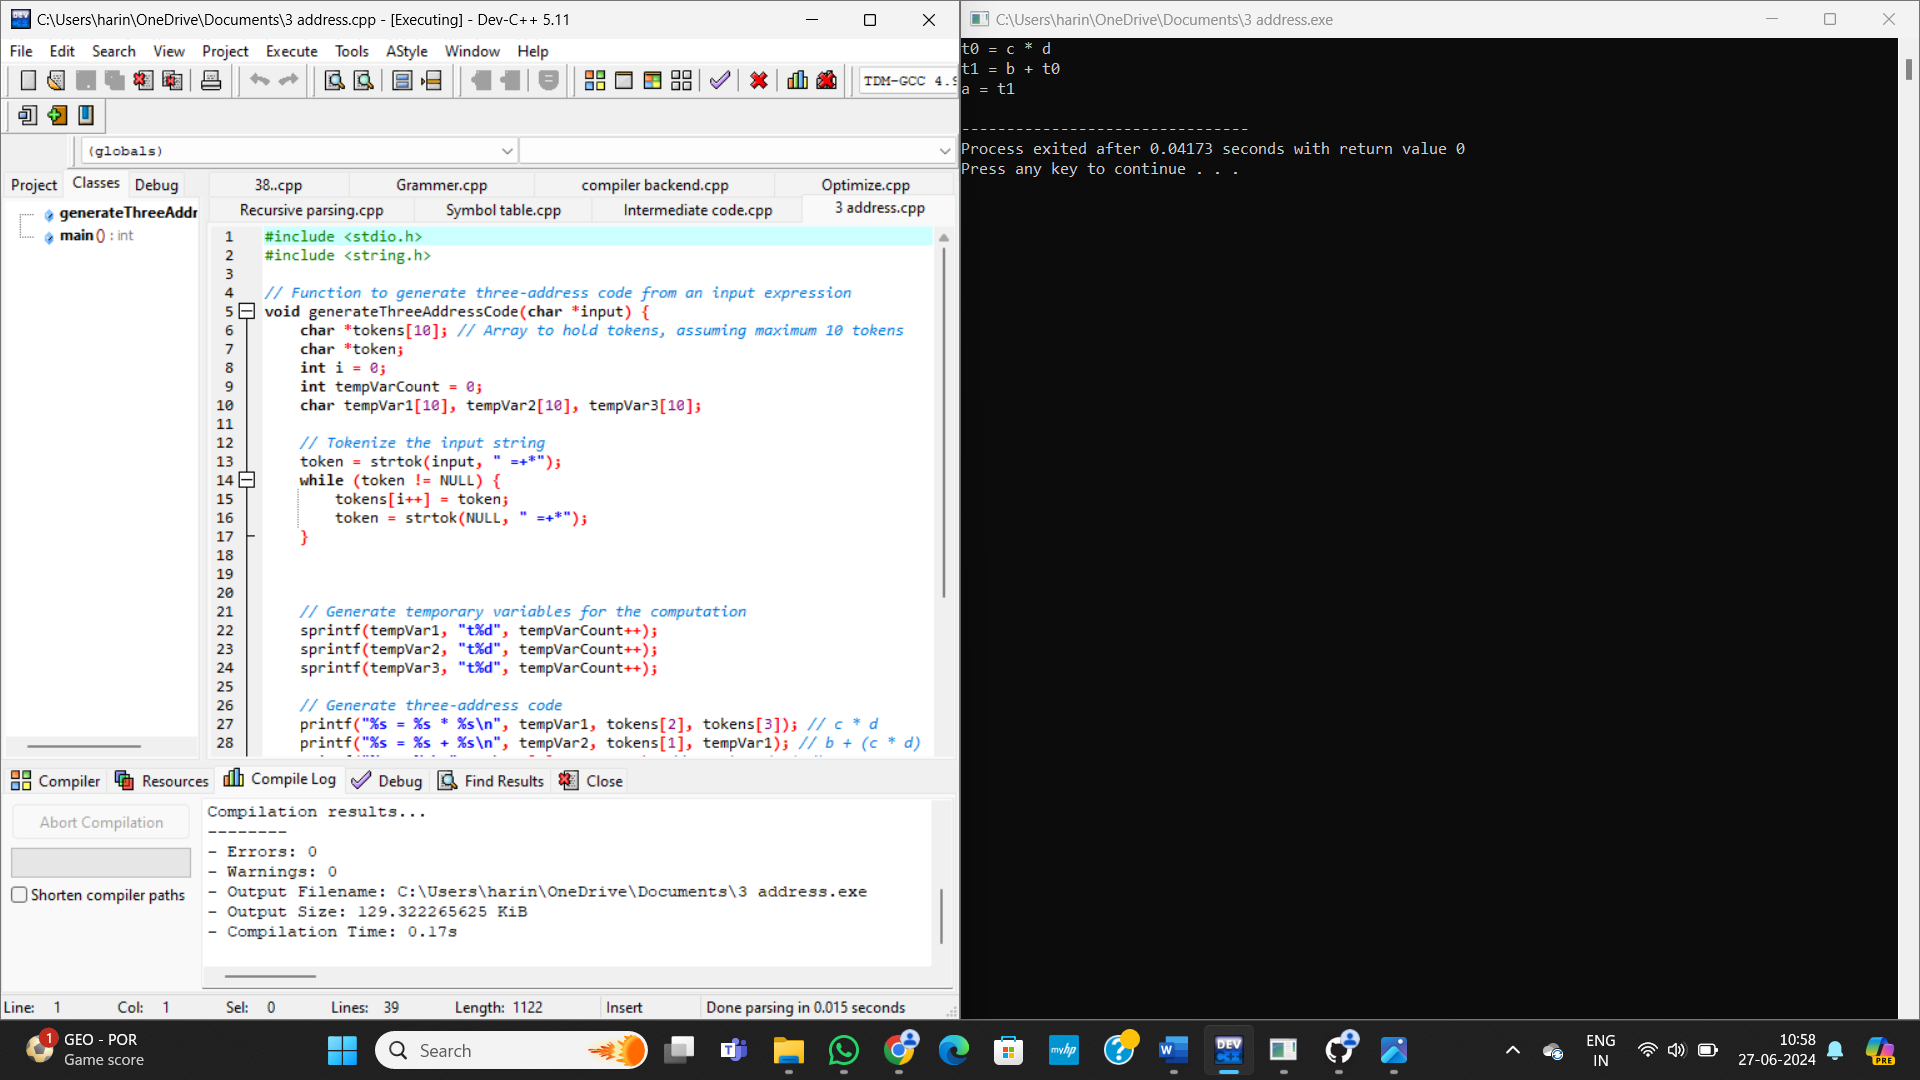 C:\Users\harin\OneDrive\Documents\3 address.cpp - [Executing] - Dev-C++ 5.11
File Edit Search View Project Execute Tools AStyle Window Help
TDM-GCC 4.9
(globals)
Project Classes Debug
generateThreeAddr
main () : int
38..cpp Grammer.cpp compiler backend.cpp Optimize.cpp
Recursive parsing.cpp Symbol table.cpp Intermediate code.cpp 3 address.cpp
1 #include <stdio.h>
2 #include <string.h>
3
4 // Function to generate three-address code from an input expression
5 void generateThreeAddressCode(char *input) {
6 char *tokens[10]; // Array to hold tokens, assuming maximum 10 tokens
7 char *token;
8 int i = 0;
9 int tempVarCount = 0;
10 char tempVar1[10], tempVar2[10], tempVar3[10];
11
12 // Tokenize the input string
13 token = strtok(input, " =+*");
14 while (token != NULL) {
15 tokens[i++] = token;
16 token = strtok(NULL, " =+*");
17 }
18
19
20
21 // Generate temporary variables for the computation
22 sprintf(tempVar1, "t%d", tempVarCount++);
23 sprintf(tempVar2, "t%d", tempVarCount++);
24 sprintf(tempVar3, "t%d", tempVarCount++);
25
26 // Generate three-address code
27 printf("%s = %s * %s\n", tempVar1, tokens[2], tokens[3]); // c * d
28 printf("%s = %s + %s\n", tempVar2, tokens[1], tempVar1); // b + (c * d)
Compiler Resources Compile Log Debug Find Results Close
Abort Compilation
Shorten compiler paths
Compilation results...
--------
- Errors: 0
- Warnings: 0
- Output Filename: C:\Users\harin\OneDrive\Documents\3 address.exe
- Output Size: 129.322265625 KiB
- Compilation Time: 0.17s
Line: 1 Col: 1 Sel: 0 Lines: 39 Length: 1122 Insert Done parsing in 0.015 seconds
C:\Users\harin\OneDrive\Documents\3 address.exe
t0 = c * d
t1 = b + t0
a = t1
--------------------------------
Process exited after 0.04173 seconds with return value 0
Press any key to continue . . .
1
GEO - POR
Game score
Search
myhp
DEV
C++
ENG
IN
10:58
27-06-2024
PRE